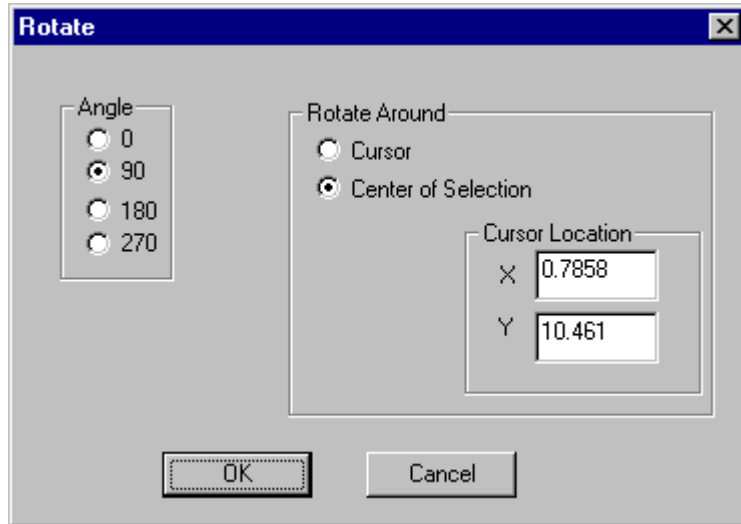 Rotate
Angle
0
90
180
270
Rotate Around
Cursor
Center of Selection
Cursor Location
X 0.7858
Y 10.461
OK Cancel